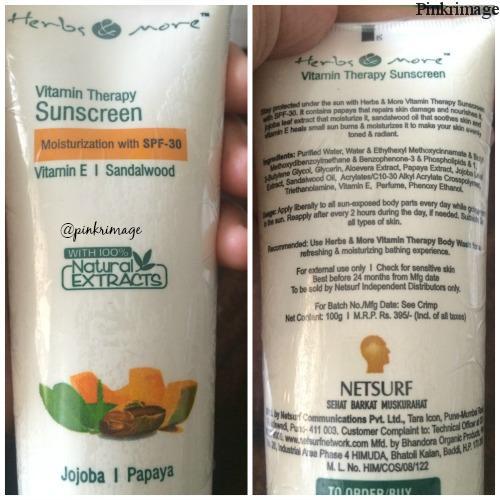 Herbs & more™
Vitamin Therapy
Sunscreen
Moisturization with SPF-30
Vitamin E | Sandalwood
@pinkrimage
WITH 100%
Natural
EXTRACTS
Jojoba | Papaya
Pinkrimage
Herbs & more™
Vitamin Therapy Sunscreen
Stay protected under the sun with Herbs & More Vitamin Therapy Sunscreen
with SPF-30. It contains papaya that repairs skin damage and nourishes it,
jojoba leaf extract that moisturize it, sandalwood oil that soothes skin and
vitamin E heals small sun burns & moisturizes it to make your skin evenly
toned & radiant.
Ingredients: Purified Water, Water & Ethylhexyl Methoxycinnamate &
Methoxydibenzoylmethane & Benzophenone-3 & Phospholipids &
Butylene Glycol, Glycerin, Aloevera Extract, Papaya Extract, Jojoba
Extract, Sandalwood Oil, Acrylates/C10-30 Alkyl Acrylate Crosspolymer,
Triethanolamine, Vitamin E, Perfume, Phenoxy Ethanol.
Usage: Apply liberally to all sun-exposed body parts every day while going
the sun. Reapply after every 2 hours during the day, if needed.
all types of skin.
Recommended: Use Herbs & More Vitamin Therapy Body Wash for
refreshing & moisturizing bathing experience.
For external use only | Check for sensitive skin
Best before 24 months from Mfg date
To be sold by Netsurf Independent Distributors only.
For Batch No./Mfg Date: See Crimp
Net Content: 100g | M.R.P. Rs. 395/- (Incl. of all taxes)
NETSURF
SEHAT BARKAT MUSKURAHAT
by Netsurf Communications Pvt. Ltd., Tara Icon, Pune-Mumbai
Pune- 411 003. Customer Complaint to: Technical Officer
www.netsurfnetwork.com Mfd. by Bhandora Organic
Industrial Area Phase 4 HIMUDA, Bhatoli Kalan, Baddi, H.P.
M. L. No. HIM/COS/08/122
TO ORDER/BUY